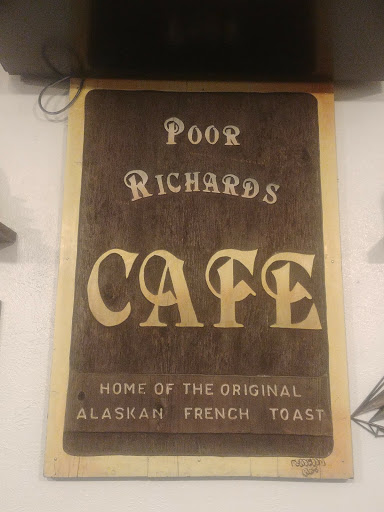 POOR
RICHARDS
CAFE
HOME OF THE ORIGINAL
ALASKAN FRENCH TOAST